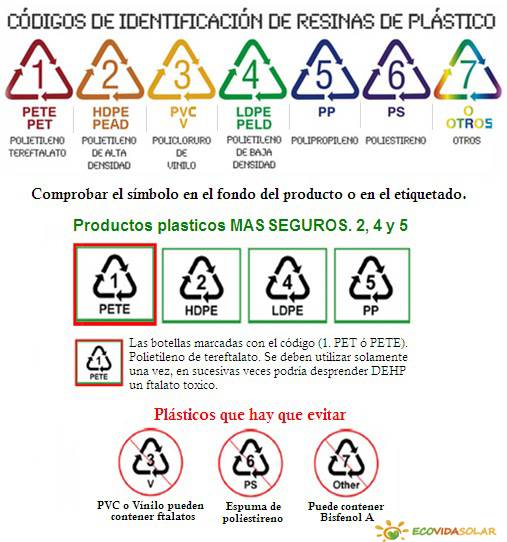 CÓDIGOS DE IDENTIFICACIÓN DE RESINAS DE PLÁSTICO
1 2 3 4 5 6 7
PETE HDPE PVC LDPE PP PS O
PET PEAD V PELD OTROS
POLIETILENO POLIETILENO POLICLORURO POLIETILENO POLIPROPILENO POLIESTIRENO OTROS
TEREFTALATO DE ALTA DE DE BAJA
DENSIDAD VINILO DENSIDAD
Comprobar el símbolo en el fondo del producto o en el etiquetado.
Productos plasticos MAS SEGUROS. 2, 4 y 5
1 2 4 5
PETE HDPE LDPE PP
Las botellas marcadas con el código (1. PET ó PETE).
Polietileno de tereftalato. Se deben utilizar solamente
1 una vez, en sucesivas veces podría desprender DEHP
PETE un ftalato toxico.
Plásticos que hay que evitar
3 6 7
V PS Other
PVC o Vinilo pueden Espuma de Puede contener
contener ftalatos poliestireno Bisfenol A
ECOVIDASOLAR